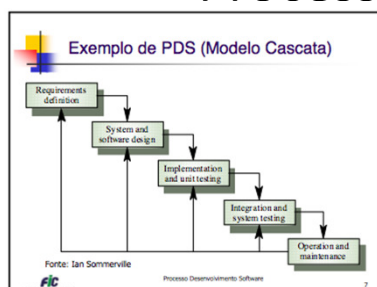 Exemplo de PDS (Modelo Cascata)
Requirements
definition
System and
software design
Implementation
and unit testing
Integration and
system testing
Operation and
maintenance
Fonte: Ian Sommerville
FIC
Processo Desenvolvimento Software
7